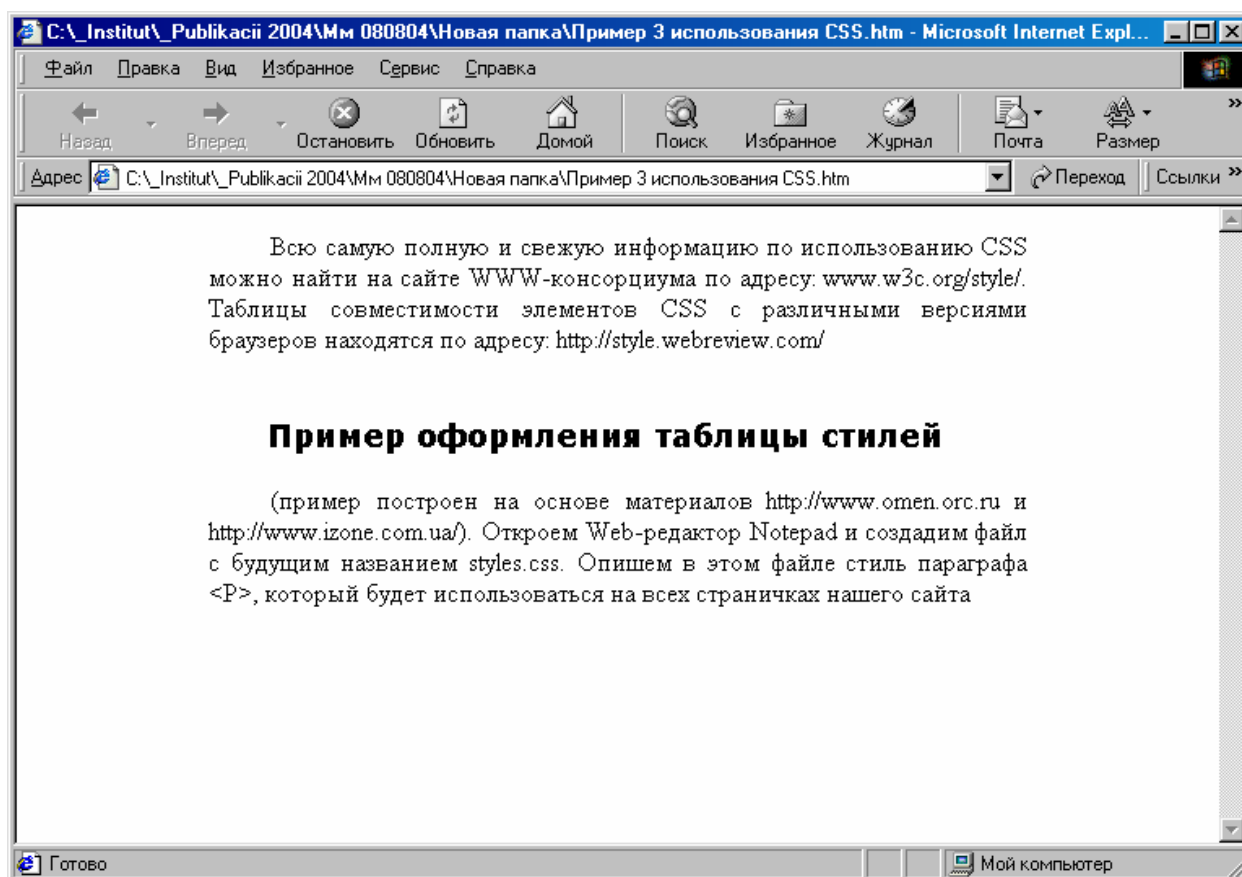 C:\_Institut\_Publikacii 2004\Мм 080804\Новая папка\Пример 3 использования CSS.htm - Microsoft Internet Expl...
Файл Правка Вид Избранное Сервис Справка
Назад Вперед Остановить Обновить Домой Поиск Избранное Журнал Почта Размер »
Адрес C:\_Institut\_Publikacii 2004\Мм 080804\Новая папка\Пример 3 использования CSS.htm Переход Ссылки »
Всю самую полную и свежую информацию по использованию CSS
можно найти на сайте WWW-консорциума по адресу: www.w3c.org/style/.
Таблицы совместимости элементов CSS с различными версиями
браузеров находятся по адресу: http://style.webreview.com/
Пример оформления таблицы стилей
(пример построен на основе материалов http://www.omen.orc.ru и
http://www.izone.com.ua/). Откроем Web-редактор Notepad и создадим файл
с будущим названием styles.css. Опишем в этом файле стиль параграфа
<P>, который будет использоваться на всех страничках нашего сайта
Готово Мой компьютер